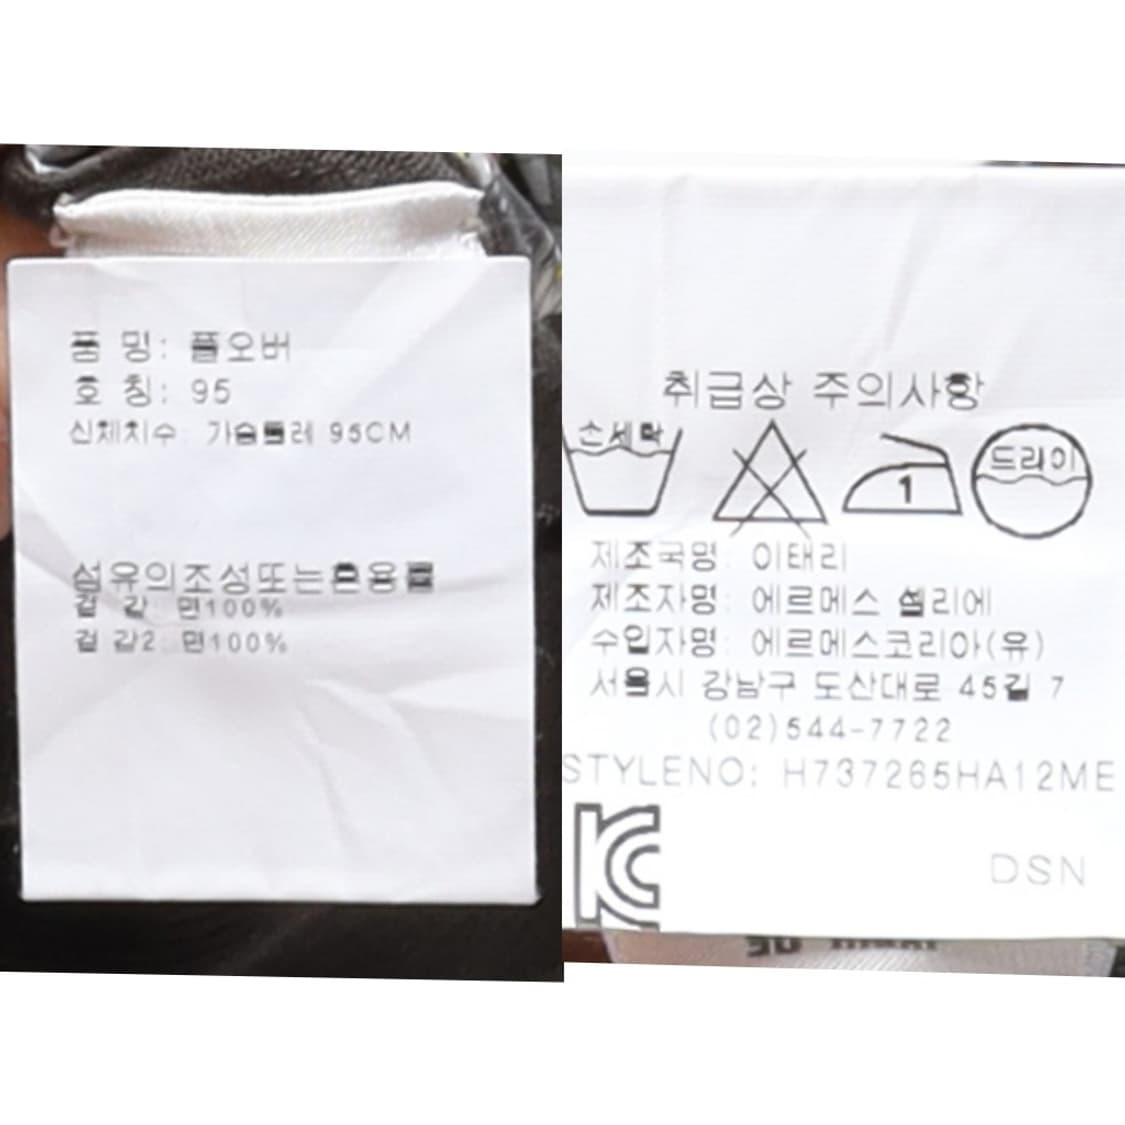 품 명: 플오버
호 칭: 95
신체치수: 가슴둘레 95CM
섬유의조성또는혼용률
겉 감: 면100%
겉 감2: 면100%
취급상 주의사항
손세탁
1
드라이
제조국명: 이태리
제조자명: 에르메스 셀리에
수입자명: 에르메스코리아(유)
서울시 강남구 도산대로 45길 7
(02)544-7722
STYLENO: H737265HA12ME
KC
DSN